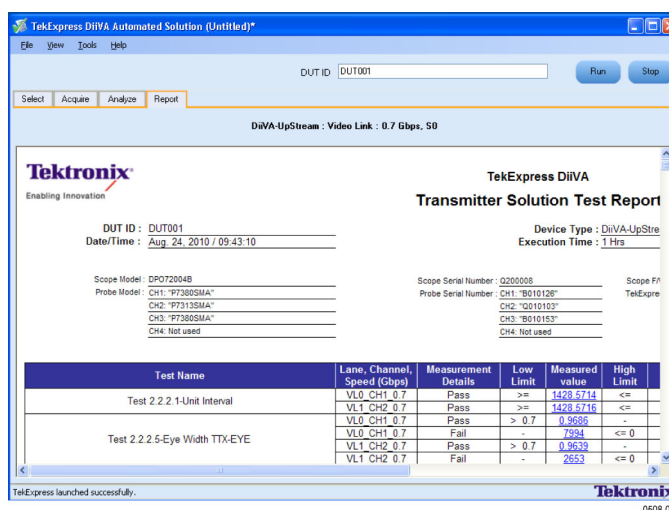 TekExpress DiiVA Automated Solution (Untitled)*
File View Tools Help
DUT ID DUT001 Run Stop
Select Acquire Analyze Report
DiiVA-UpStream : Video Link : 0.7 Gbps, S0
Tektronix
Enabling Innovation
TekExpress DiiVA
Transmitter Solution Test Report
DUT ID : DUT001
Date/Time : Aug. 24, 2010 / 09:43:10
Device Type : DiiVA-UpStre
Execution Time : 1 Hrs
Scope Model : DPO72004B
Probe Model : CH1: "P7380SMA"
CH2: "P7313SMA"
CH3: "P7380SMA"
CH4: Not used
Scope Serial Number : Q200008
Probe Serial Number : CH1: "B010126"
CH2: "Q010103"
CH3: "B010153"
CH4: Not used
Scope F/
TekExpre
Test Name Lane, Channel, Speed (Gbps) Measurement Details Low Limit Measured value High Limit
Test 2.2.2.1-Unit Interval VL0_CH1_0.7 Pass >= 1428.5714 <=
VL1_CH2_0.7 Pass >= 1428.5716 <=
Test 2.2.2.5-Eye Width TTX-EYE VL0_CH1_0.7 Pass > 0.7 0.9686 -
VL0_CH1_0.7 Fail - 7994 <= 0
VL1_CH2_0.7 Pass > 0.7 0.9639 -
VL1_CH2_0.7 Fail - 2653 <= 0
TekExpress launched successfully. Tektronix